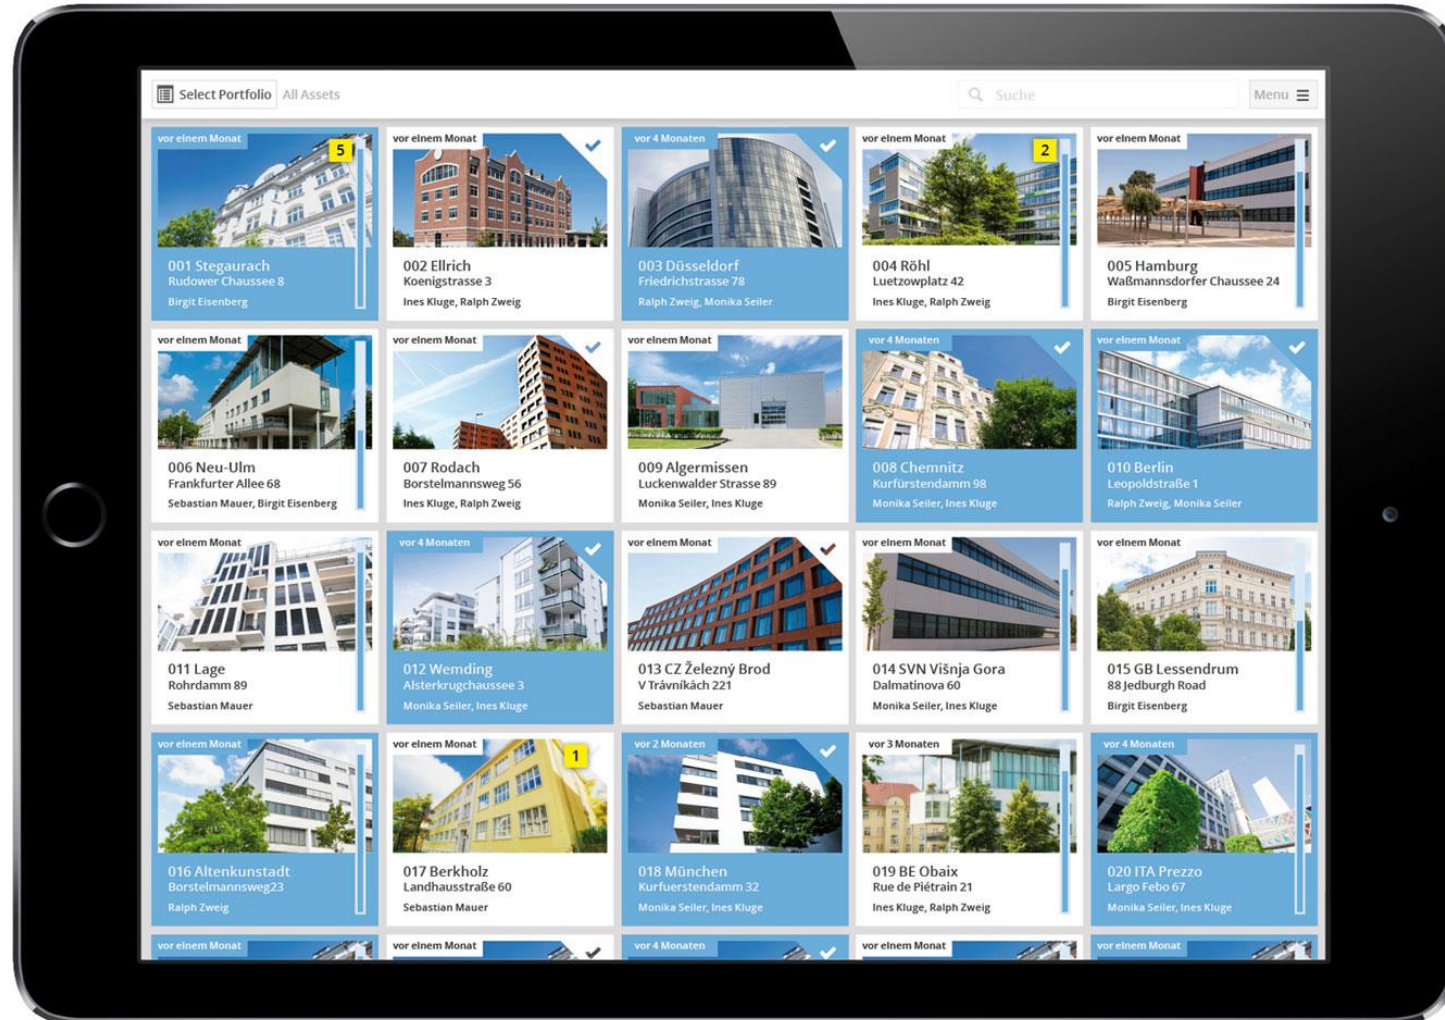 Select Portfolio All Assets Suche Menu
vor einem Monat 5
001 Stegaurach
Rudower Chaussee 8
Birgit Eisenberg
vor einem Monat
002 Ellrich
Koenigstrasse 3
Ines Kluge, Ralph Zweig
vor 4 Monaten
003 Düsseldorf
Friedrichstrasse 78
Ralph Zweig, Monika Seiler
vor einem Monat 2
004 Röhl
Luetzowplatz 42
Ines Kluge, Ralph Zweig
vor einem Monat
005 Hamburg
Waßmannsdorfer Chaussee 24
Birgit Eisenberg
vor einem Monat
006 Neu-Ulm
Frankfurter Allee 68
Sebastian Mauer, Birgit Eisenberg
vor einem Monat
007 Rodach
Borstelmannsweg 56
Ines Kluge, Ralph Zweig
vor einem Monat
009 Algermissen
Luckenwalder Strasse 89
Monika Seiler, Ines Kluge
vor 4 Monaten
008 Chemnitz
Kurfürstendamm 98
Monika Seiler, Ines Kluge
vor einem Monat
010 Berlin
Leopoldstraße 1
Ralph Zweig, Monika Seiler
vor einem Monat
011 Lage
Rohrdamm 89
Sebastian Mauer
vor 4 Monaten
012 Wemding
Alsterkrugchaussee 3
Monika Seiler, Ines Kluge
vor einem Monat
013 CZ Železný Brod
V Trávníkách 221
Sebastian Mauer
vor einem Monat
014 SVN Višnja Gora
Dalmatinova 60
Monika Seiler, Ines Kluge
vor einem Monat
015 GB Lessendrum
88 Jedburgh Road
Birgit Eisenberg
vor einem Monat
016 Altenkunstadt
Borstelmannsweg23
Ralph Zweig
vor einem Monat 1
017 Berkholz
Landhausstraße 60
Sebastian Mauer
vor 2 Monaten
018 München
Kurfuerstendamm 32
Monika Seiler, Ines Kluge
vor 3 Monaten
019 BE Obaix
Rue de Piétrain 21
Ines Kluge, Ralph Zweig
vor 4 Monaten
020 ITA Prezzo
Largo Febo 67
Monika Seiler, Ines Kluge
vor einem Monat
vor einem Monat
vor 4 Monaten
vor einem Monat
vor einem Monat